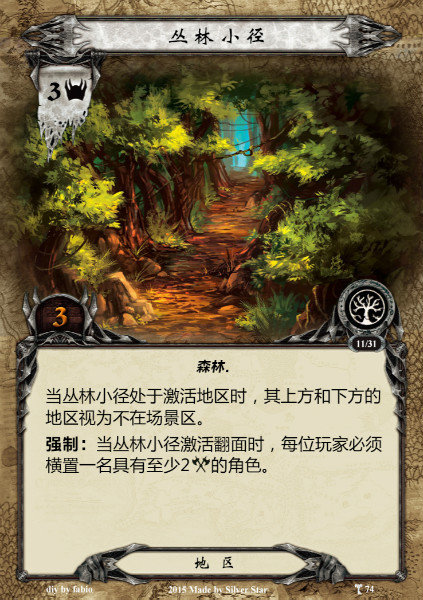 丛林小径
3
3
11/31
森林.
当丛林小径处于激活地区时，其上方和下方的
地区视为不在场景区。
强制：当丛林小径激活翻面时，每位玩家必须
横置一名具有至少2的角色。
地区
diy by fabio
2015 Made by Silver Star
74